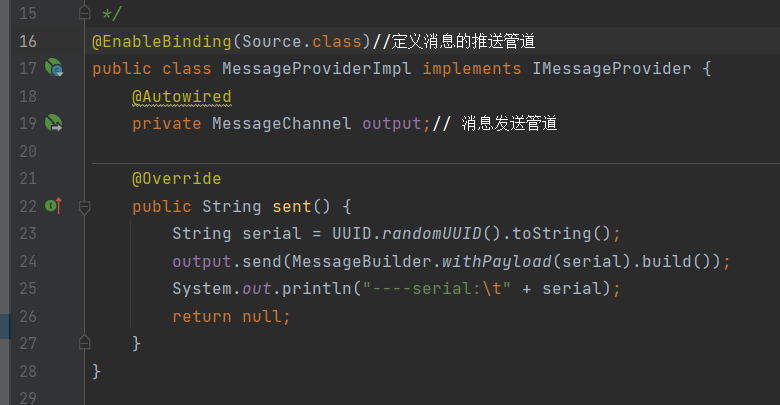 15 */
16 @EnableBinding(Source.class)//定义消息的推送管道
17 public class MessageProviderImpl implements IMessageProvider {
18 @Autowired
19 private MessageChannel output;// 消息发送管道
20
21 @Override
22 public String sent() {
23 String serial = UUID.randomUUID().toString();
24 output.send(MessageBuilder.withPayload(serial).build());
25 System.out.println("----serial:\t" + serial);
26 return null;
27 }
28 }
29